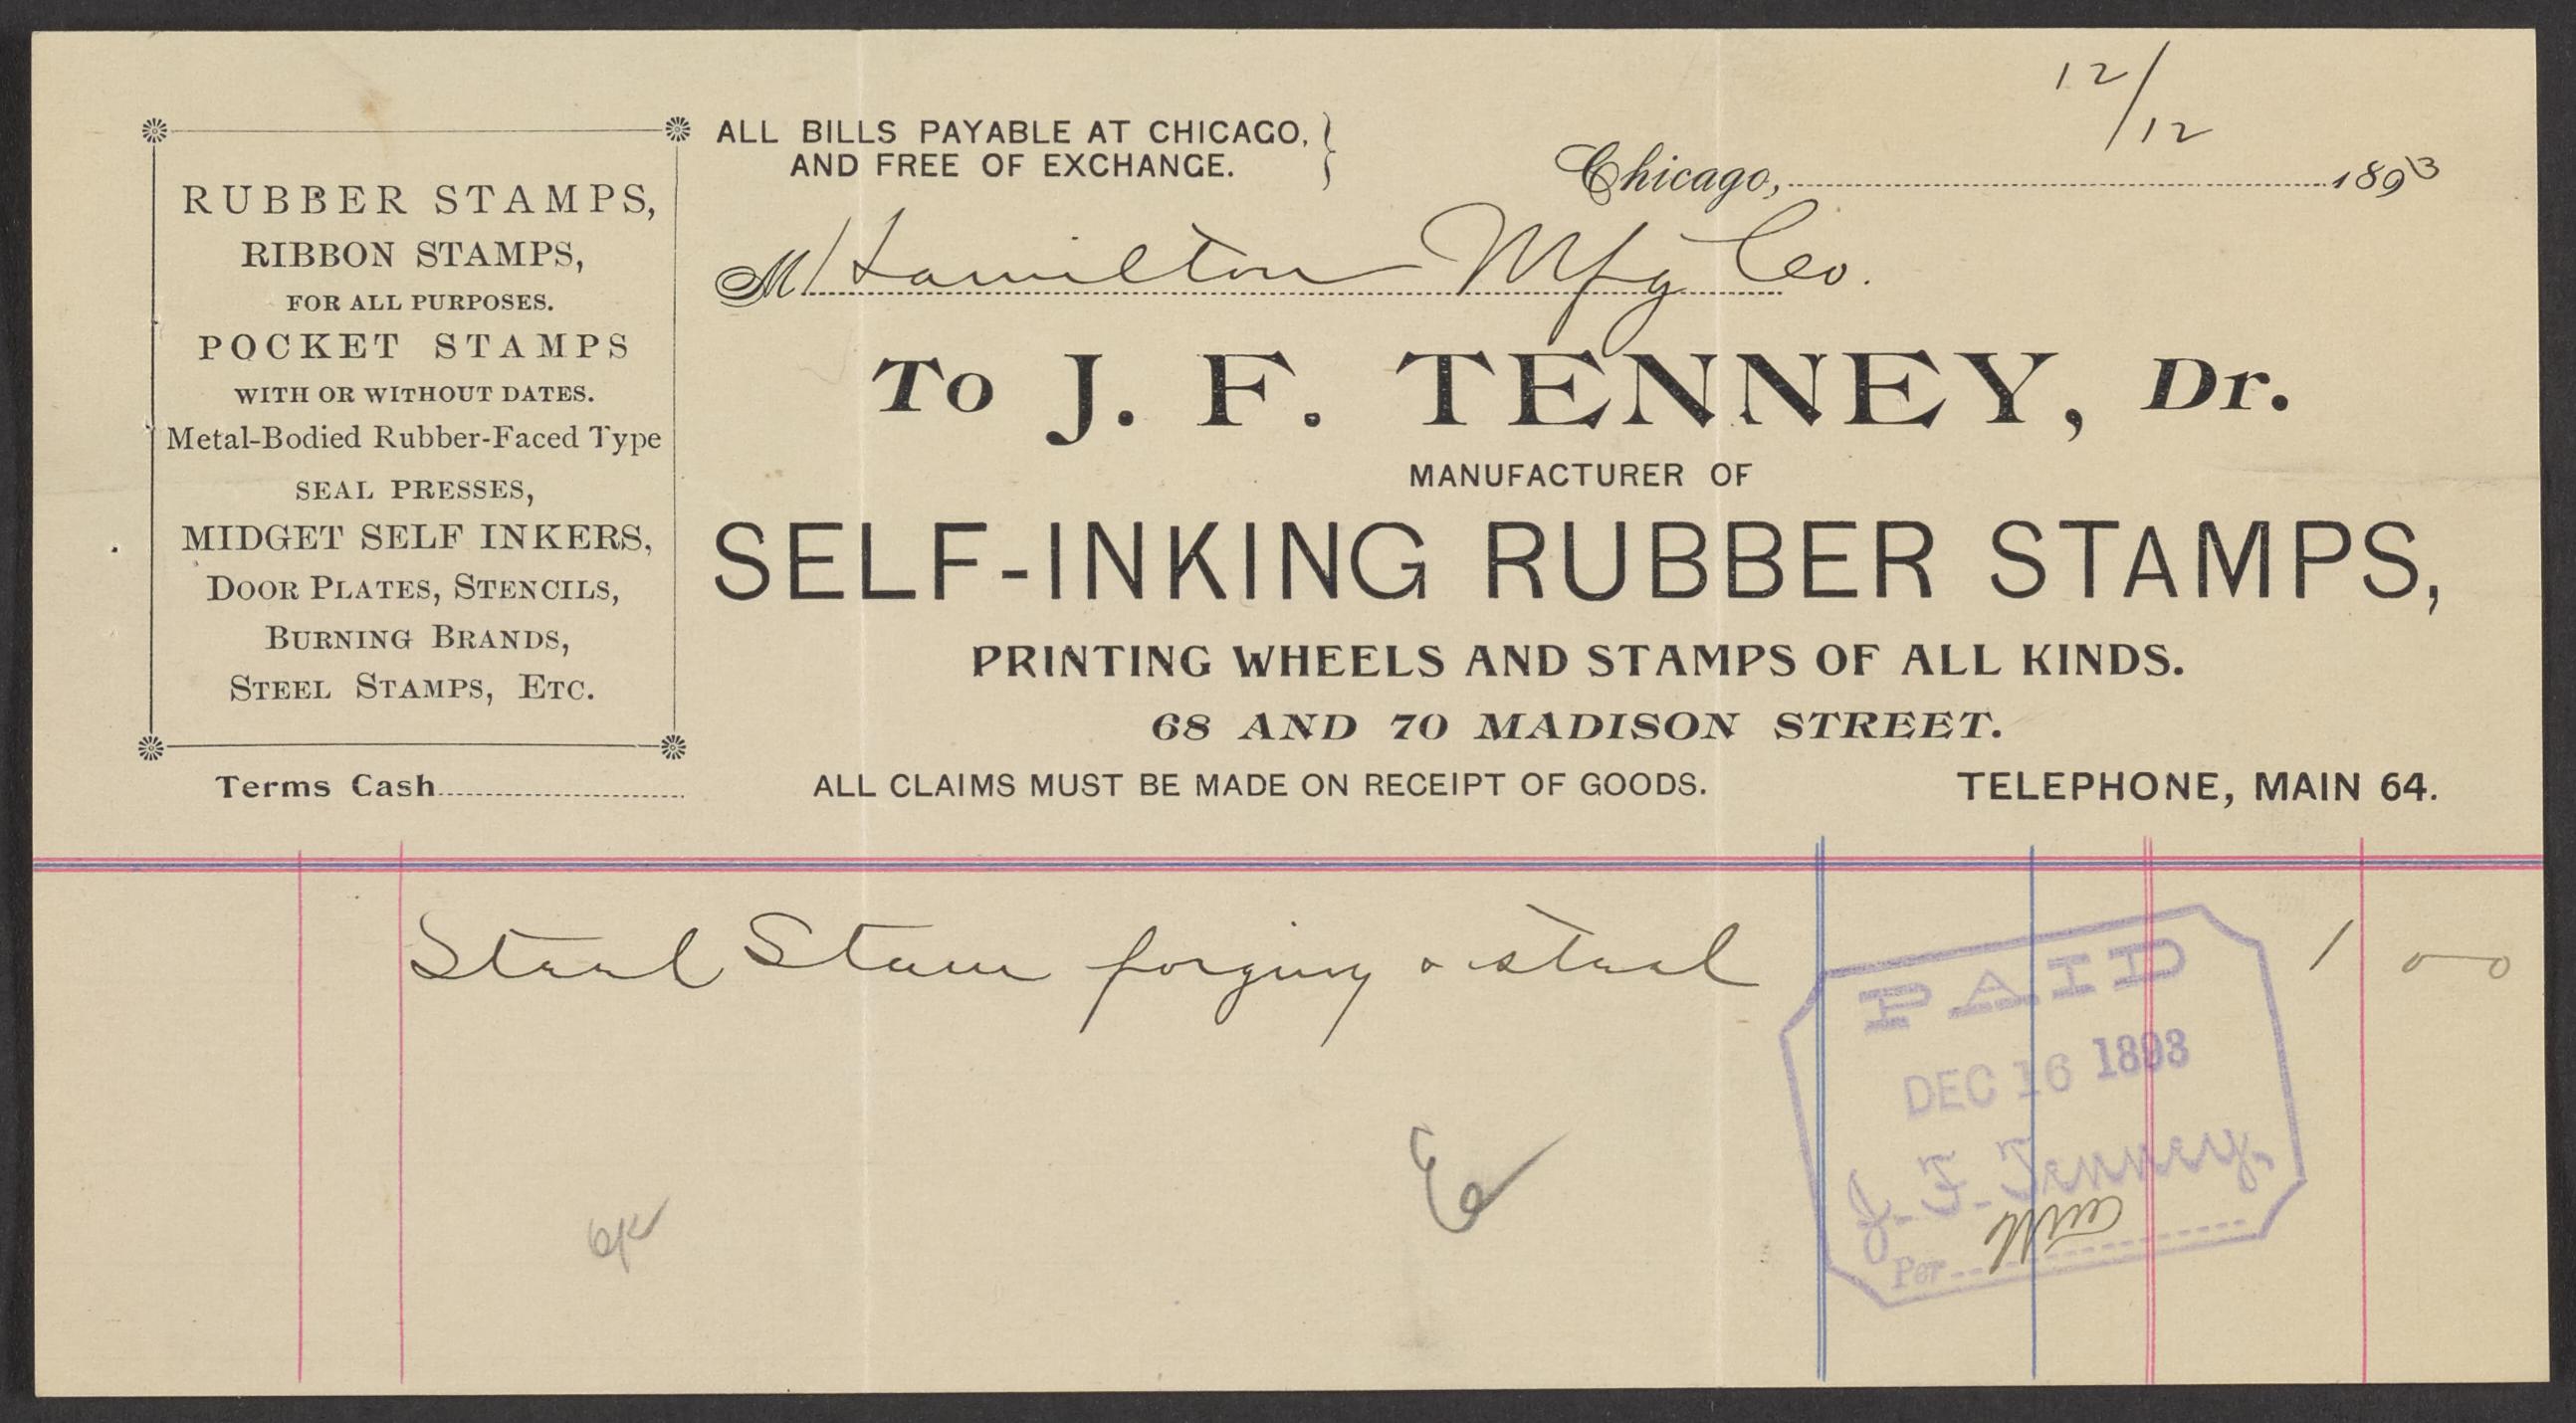 12/12
ALL BILLS PAYABLE AT CHICAGO,
AND FREE OF EXCHANGE.
Chicago, 1893
M Hamilton Mfg Co.
To J. F. TENNEY, Dr.
MANUFACTURER OF
SELF-INKING RUBBER STAMPS,
PRINTING WHEELS AND STAMPS OF ALL KINDS.
68 AND 70 MADISON STREET.
ALL CLAIMS MUST BE MADE ON RECEIPT OF GOODS.
TELEPHONE, MAIN 64.
RUBBER STAMPS,
RIBBON STAMPS,
FOR ALL PURPOSES.
POCKET STAMPS
WITH OR WITHOUT DATES.
Metal-Bodied Rubber-Faced Type
SEAL PRESSES,
MIDGET SELF INKERS,
DOOR PLATES, STENCILS,
BURNING BRANDS,
STEEL STAMPS, ETC.
Terms Cash
Steel forging & steel 1 00
PAID
DEC 16 1893
J. F. Tenney.
Per
ok